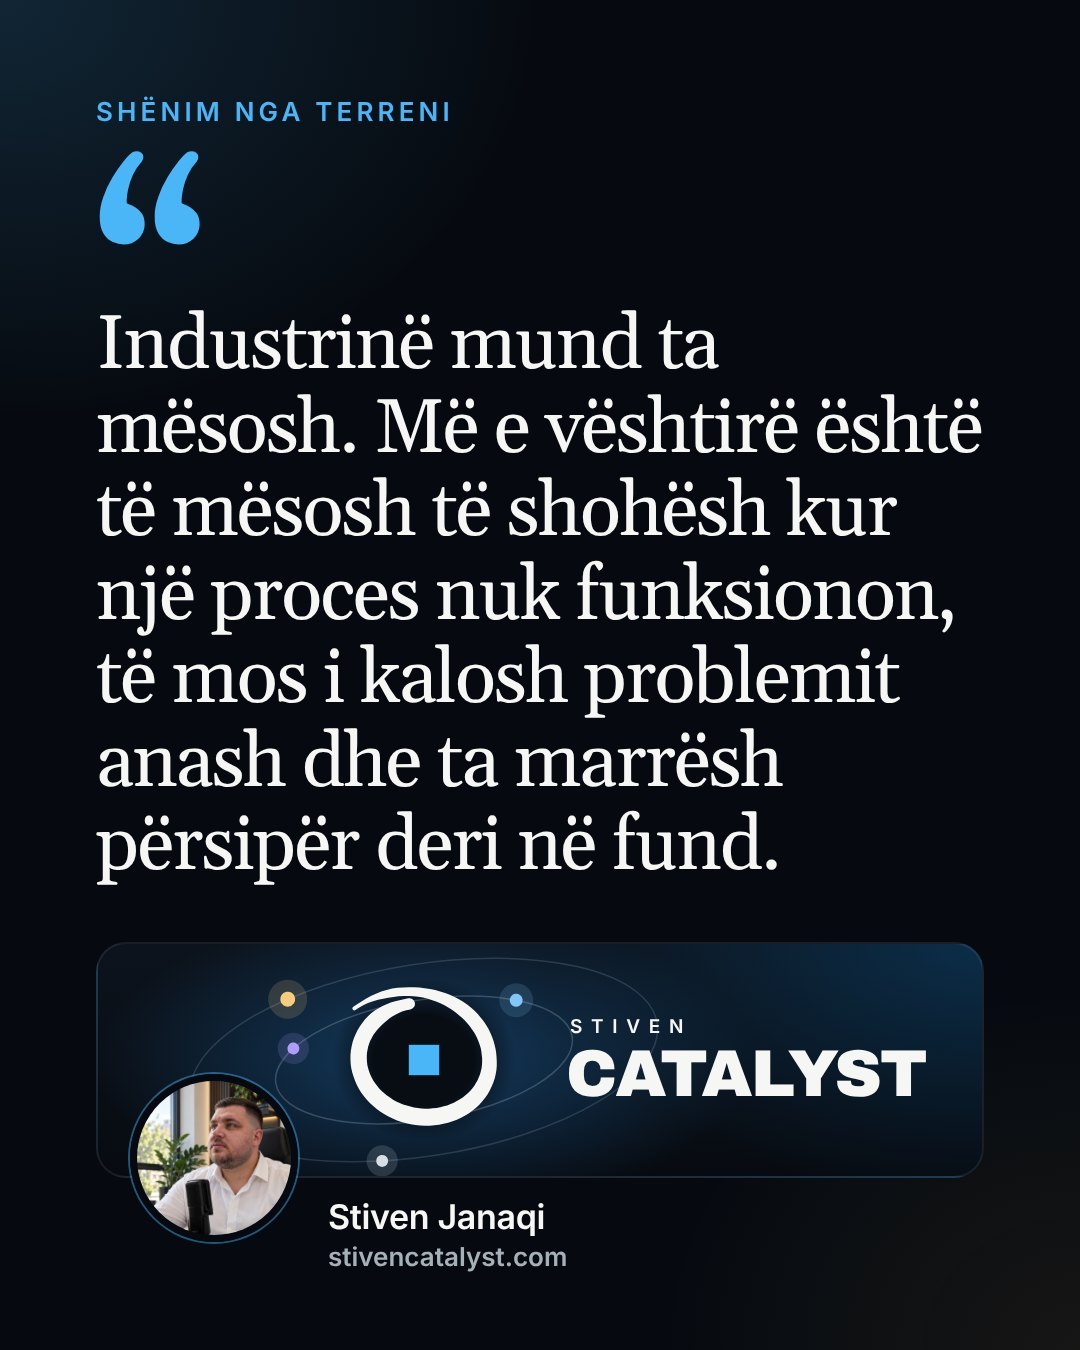 SHËNIM NGA TERRENI
“
Industrinë mund ta
mësosh. Më e vështirë është
të mësosh të shohësh kur
një proces nuk funksionon,
të mos i kalosh problemit
anash dhe ta marrësh
përsipër deri në fund.
STIVEN
CATALYST
Stiven Janaqi
stivencatalyst.com